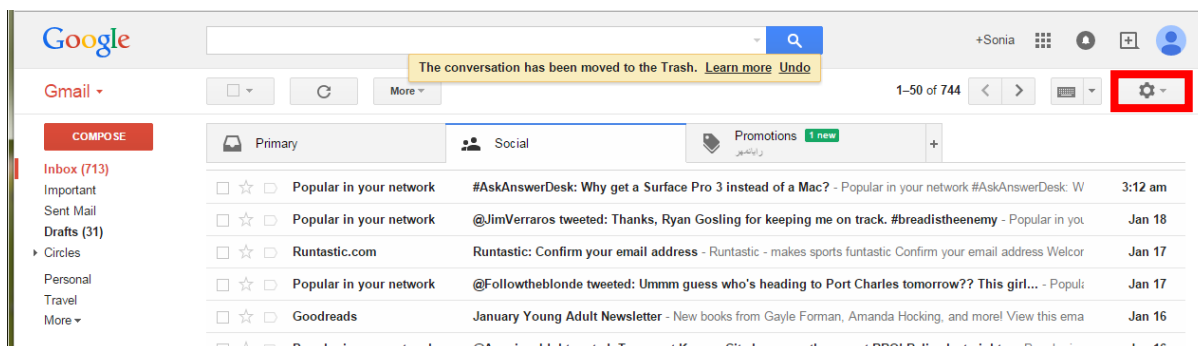 Google
+Sonia
The conversation has been moved to the Trash. Learn more Undo
Gmail
More
1–50 of 744
COMPOSE
Primary
Social
Promotions 1 new
رایانمهر
+
Inbox (713)
Important
Sent Mail
Drafts (31)
Circles
Personal
Travel
More
Popular in your network #AskAnswerDesk: Why get a Surface Pro 3 instead of a Mac? - Popular in your network #AskAnswerDesk: W 3:12 am
Popular in your network @JimVerraros tweeted: Thanks, Ryan Gosling for keeping me on track. #breadistheenemy - Popular in you Jan 18
Runtastic.com Runtastic: Confirm your email address - Runtastic - makes sports funtastic Confirm your email address Welcor Jan 17
Popular in your network @Followtheblonde tweeted: Ummm guess who's heading to Port Charles tomorrow?? This girl... - Popula Jan 17
Goodreads January Young Adult Newsletter - New books from Gayle Forman, Amanda Hocking, and more! View this ema Jan 16